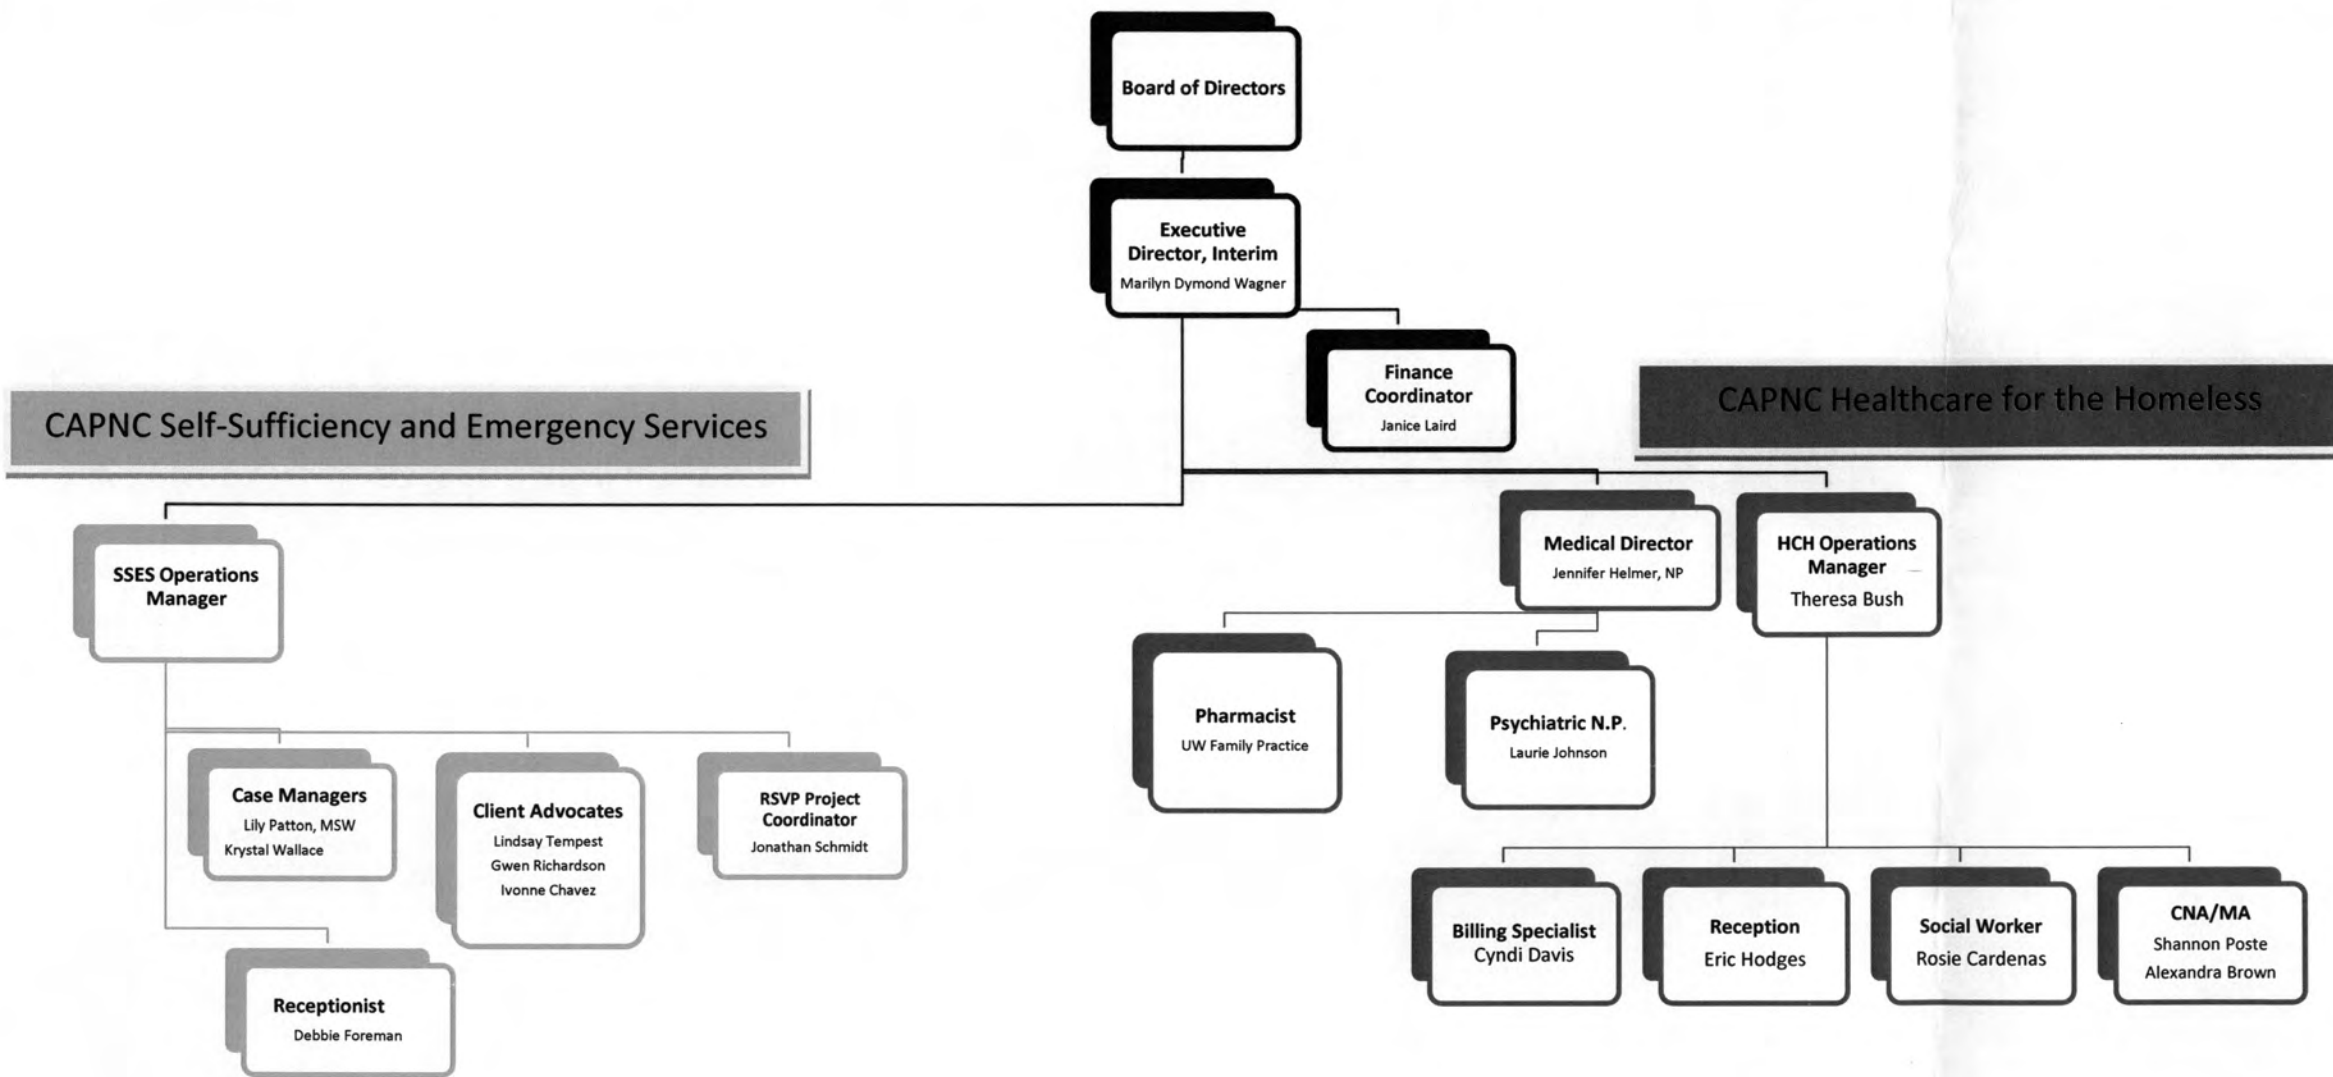 Board of Directors
Executive
Director, Interim
Marilyn Dymond Wagner
Finance
Coordinator
Janice Laird
CAPNC Self-Sufficiency and Emergency Services
CAPNC Healthcare for the Homeless
SSES Operations
Manager
Medical Director
Jennifer Helmer, NP
HCH Operations
Manager
Theresa Bush
Pharmacist
UW Family Practice
Psychiatric N.P.
Laurie Johnson
Case Managers
Lily Patton, MSW
Krystal Wallace
Client Advocates
Lindsay Tempest
Gwen Richardson
Ivonne Chavez
RSVP Project
Coordinator
Jonathan Schmidt
Receptionist
Debbie Foreman
Billing Specialist
Cyndi Davis
Reception
Eric Hodges
Social Worker
Rosie Cardenas
CNA/MA
Shannon Poste
Alexandra Brown